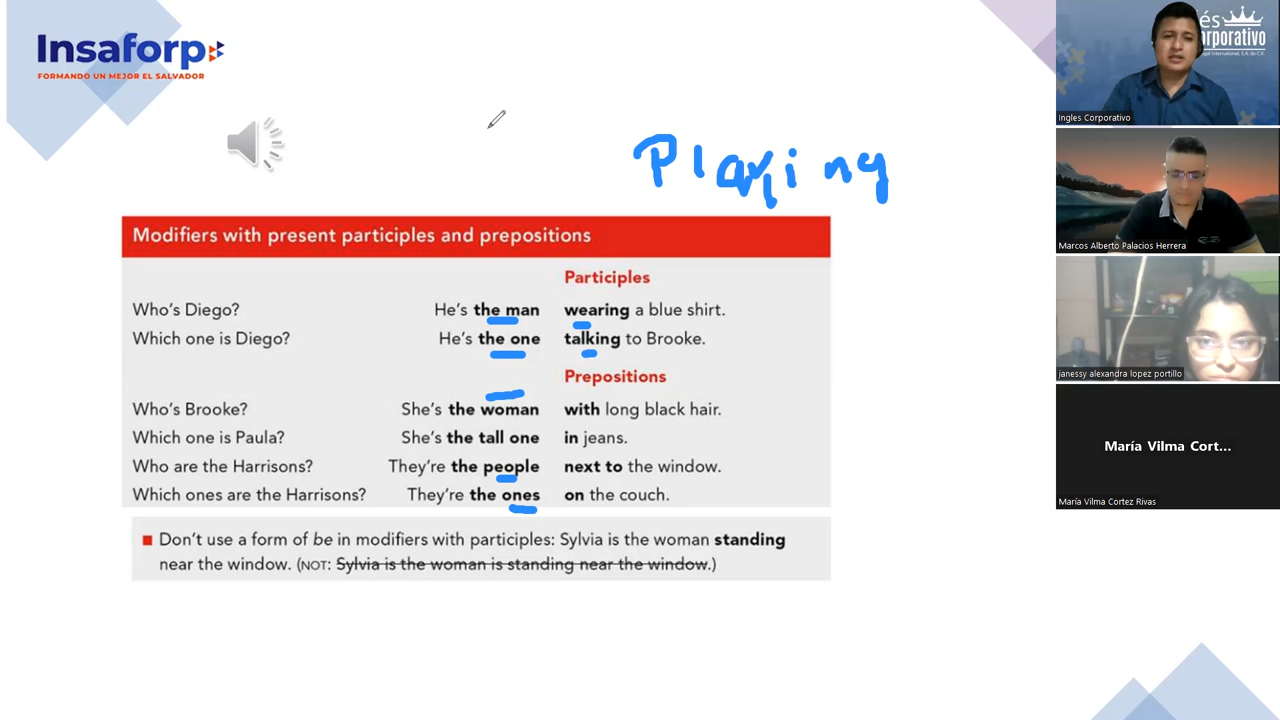 Insaforp
FORMANDO UN MEJOR EL SALVADOR
Playing
Modifiers with present participles and prepositions
Participles
Who's Diego? He's the man wearing a blue shirt.
Which one is Diego? He's the one talking to Brooke.
Prepositions
Who's Brooke? She's the woman with long black hair.
Which one is Paula? She's the tall one in jeans.
Who are the Harrisons? They're the people next to the window.
Which ones are the Harrisons? They're the ones on the couch.
Don't use a form of be in modifiers with participles: Sylvia is the woman standing
near the window. (NOT: Sylvia is the woman is standing near the window.)
és
orporativo
Ingles Corporativo
Marcos Alberto Palacios Herrera
janessy alexandra lopez portillo
María Vilma Cort...
María Vilma Cortez Rivas